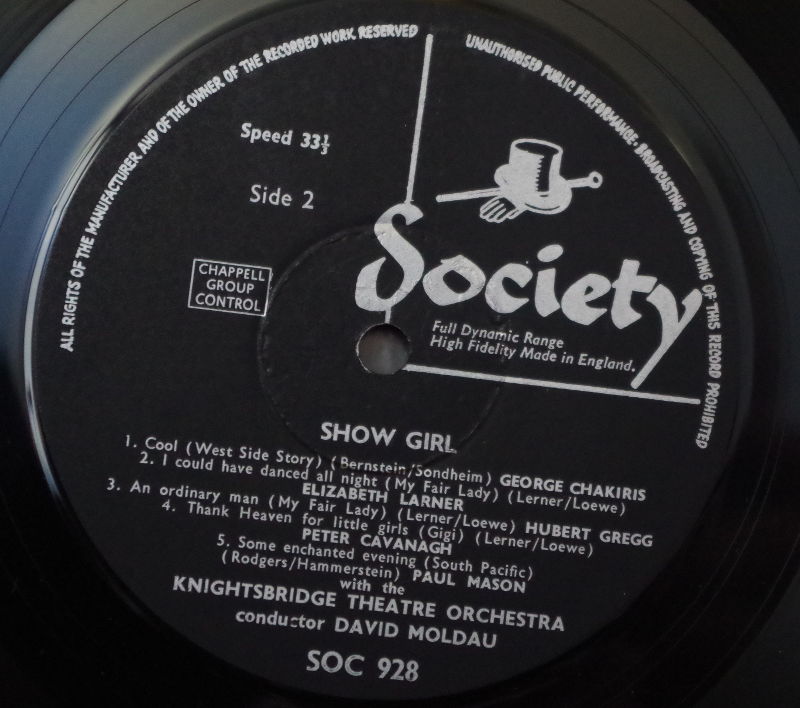 ALL RIGHTS OF THE MANUFACTURER AND OF THE OWNER OF THE RECORDED WORK RESERVED
UNAUTHORISED PUBLIC PERFORMANCE · BROADCASTING AND COPYING OF THIS RECORD PROHIBITED
Speed 33⅓
Side 2
CHAPPELL
GROUP
CONTROL
Society
Full Dynamic Range
High Fidelity Made in England.
SHOW GIRL
1. Cool (West Side Story) (Bernstein/Sondheim) GEORGE CHAKIRIS
2. I could have danced all night (My Fair Lady) (Lerner/Loewe)
ELIZABETH LARNER
3. An ordinary man (My Fair Lady) (Lerner/Loewe) HUBERT GREGG
4. Thank Heaven for little girls (Gigi) (Lerner/Loewe)
PETER CAVANAGH
5. Some enchanted evening (South Pacific)
(Rodgers/Hammerstein) PAUL MASON
with the
KNIGHTSBRIDGE THEATRE ORCHESTRA
conductor DAVID MOLDAU
SOC 928